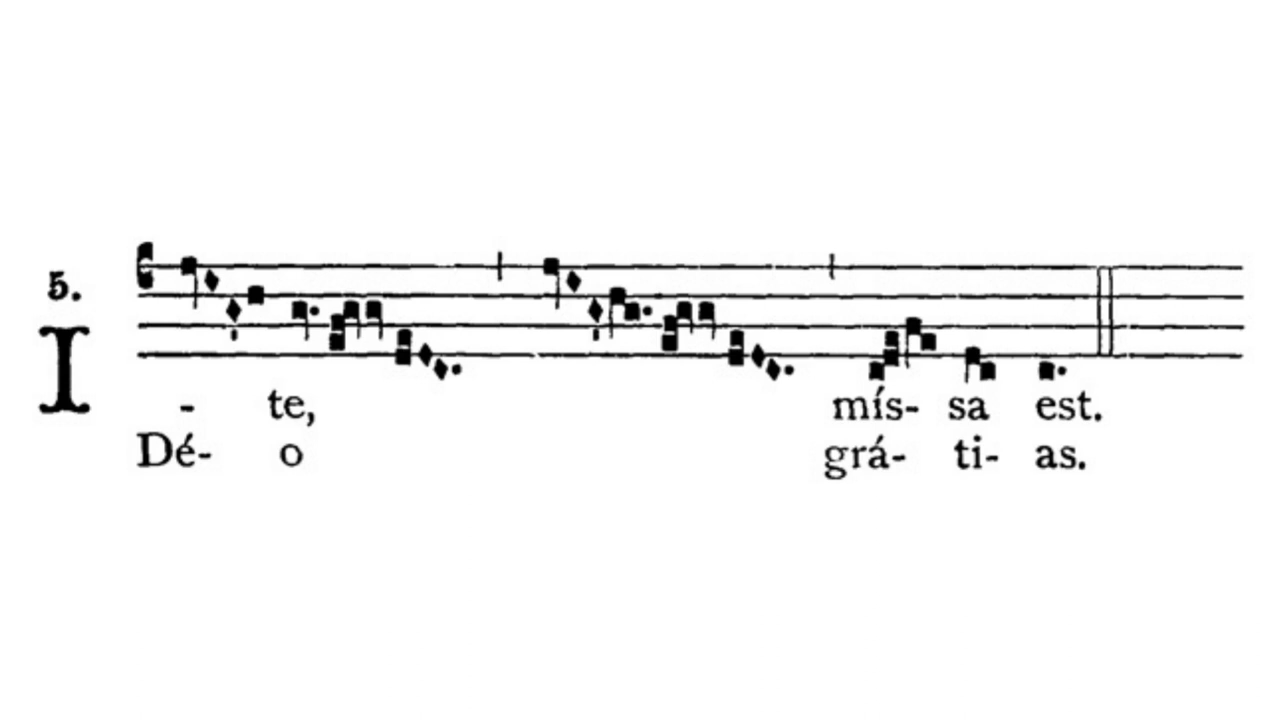 5.
I - te, mís- sa est.
Dé- o grá- ti- as.